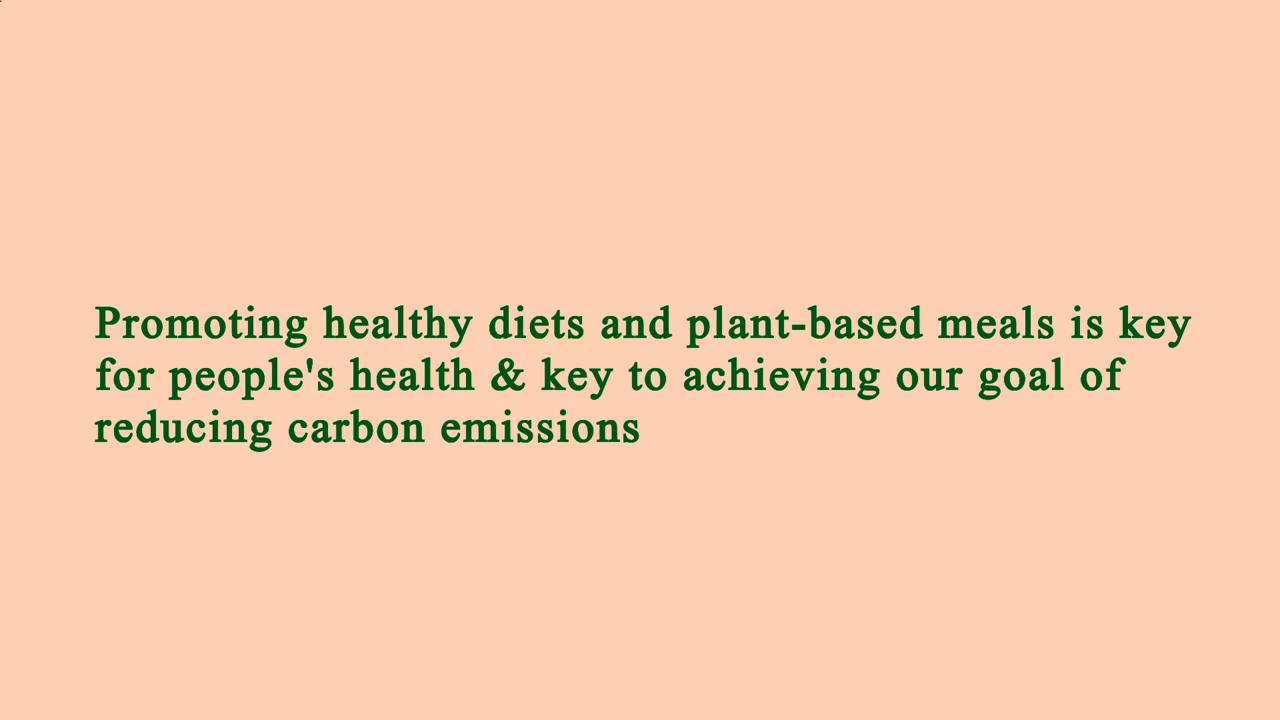 Promoting healthy diets and plant-based meals is key
for people's health & key to achieving our goal of
reducing carbon emissions